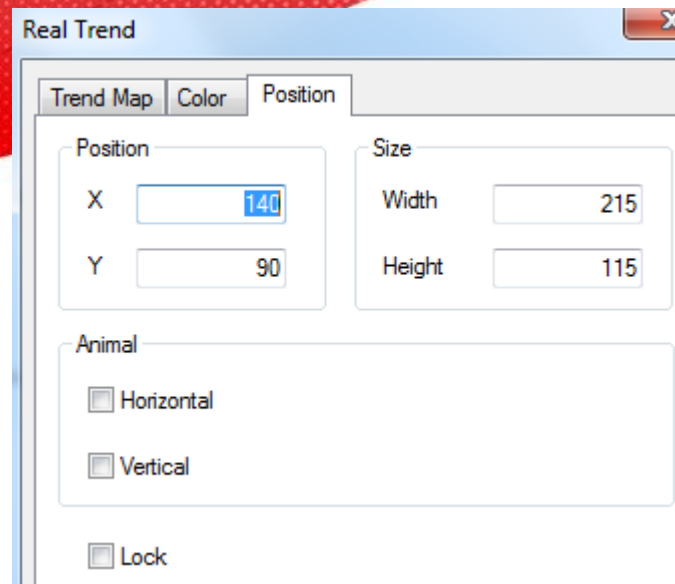 Real Trend
Trend Map Color Position
Position Size
X 140 Width 215
Y 90 Height 115
Animal
Horizontal
Vertical
Lock